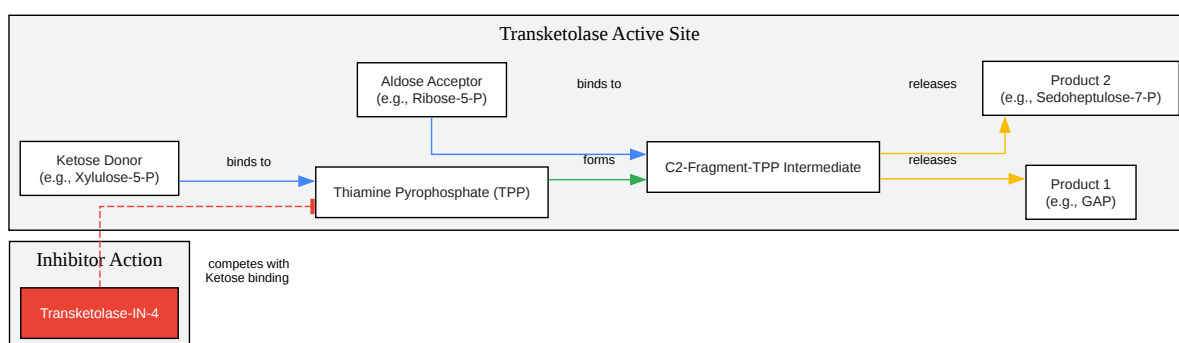 Transketolase Active Site
Aldose Acceptor
(e.g., Ribose-5-P)
binds to
releases
Product 2
(e.g., Sedoheptulose-7-P)
Ketose Donor
(e.g., Xylulose-5-P)
binds to
Thiamine Pyrophosphate (TPP)
forms
C2-Fragment-TPP Intermediate
releases
Product 1
(e.g., GAP)
Inhibitor Action
competes with
Ketose binding
Transketolase-IN-4